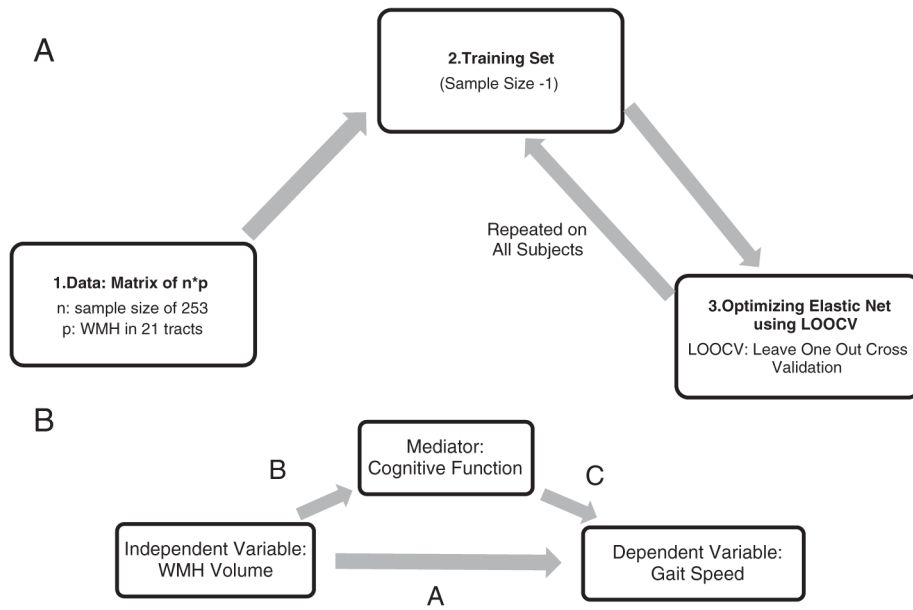 A
2.Training Set
(Sample Size -1)
Repeated on
All Subjects
1.Data: Matrix of n*p
n: sample size of 253
p: WMH in 21 tracts
3.Optimizing Elastic Net
using LOOCV
LOOCV: Leave One Out Cross
Validation
B
Mediator:
Cognitive Function
B
C
Independent Variable:
WMH Volume
Dependent Variable:
Gait Speed
A